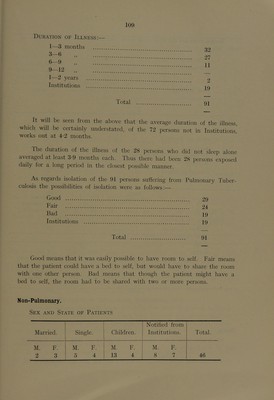 109
DURATION OF ILLNESS:—
1—3 months ........ 32
3—6 ,, ........ 27
6—9 ,, ........ 11
9—12 ,, ........ ...
1—2 years ........ 2
Institutions ........ 19
Total ........ 91
It will be seen from the above that the average duration of the illness,
which will be certainly understated, of the 72 persons not in Institutions,
works out at 4·2 months.
The duration of the illness of the 28 persons who did not sleep alone
averaged at least 3·9 months each. Thus there had been 28 persons exposed
daily for a long period in the closest possible manner.
As regards isolation of the 91 persons suffering from Pulmonary Tuber-
culosis the possibilities of isolation were as follows:—
Good ........ 29
Fair ........ 24
Bad ........ 19
Institutions ........ 19
Total ........ 91
Good means that it was easily possible to have room to self. Fair means
that the patient could have a bed to self, but would have to share the room
with one other person. Bad means that though the patient might have a
bed to self, the room had to be shared with two or more persons.
Non-Pulmonary.
SEX AND STATE OF PATIENTS
Married. Single. Children. Notified from Institutions. Total.
M. F. M. F. M F. M. F.
2 3 5 4 13 4 8 7 46